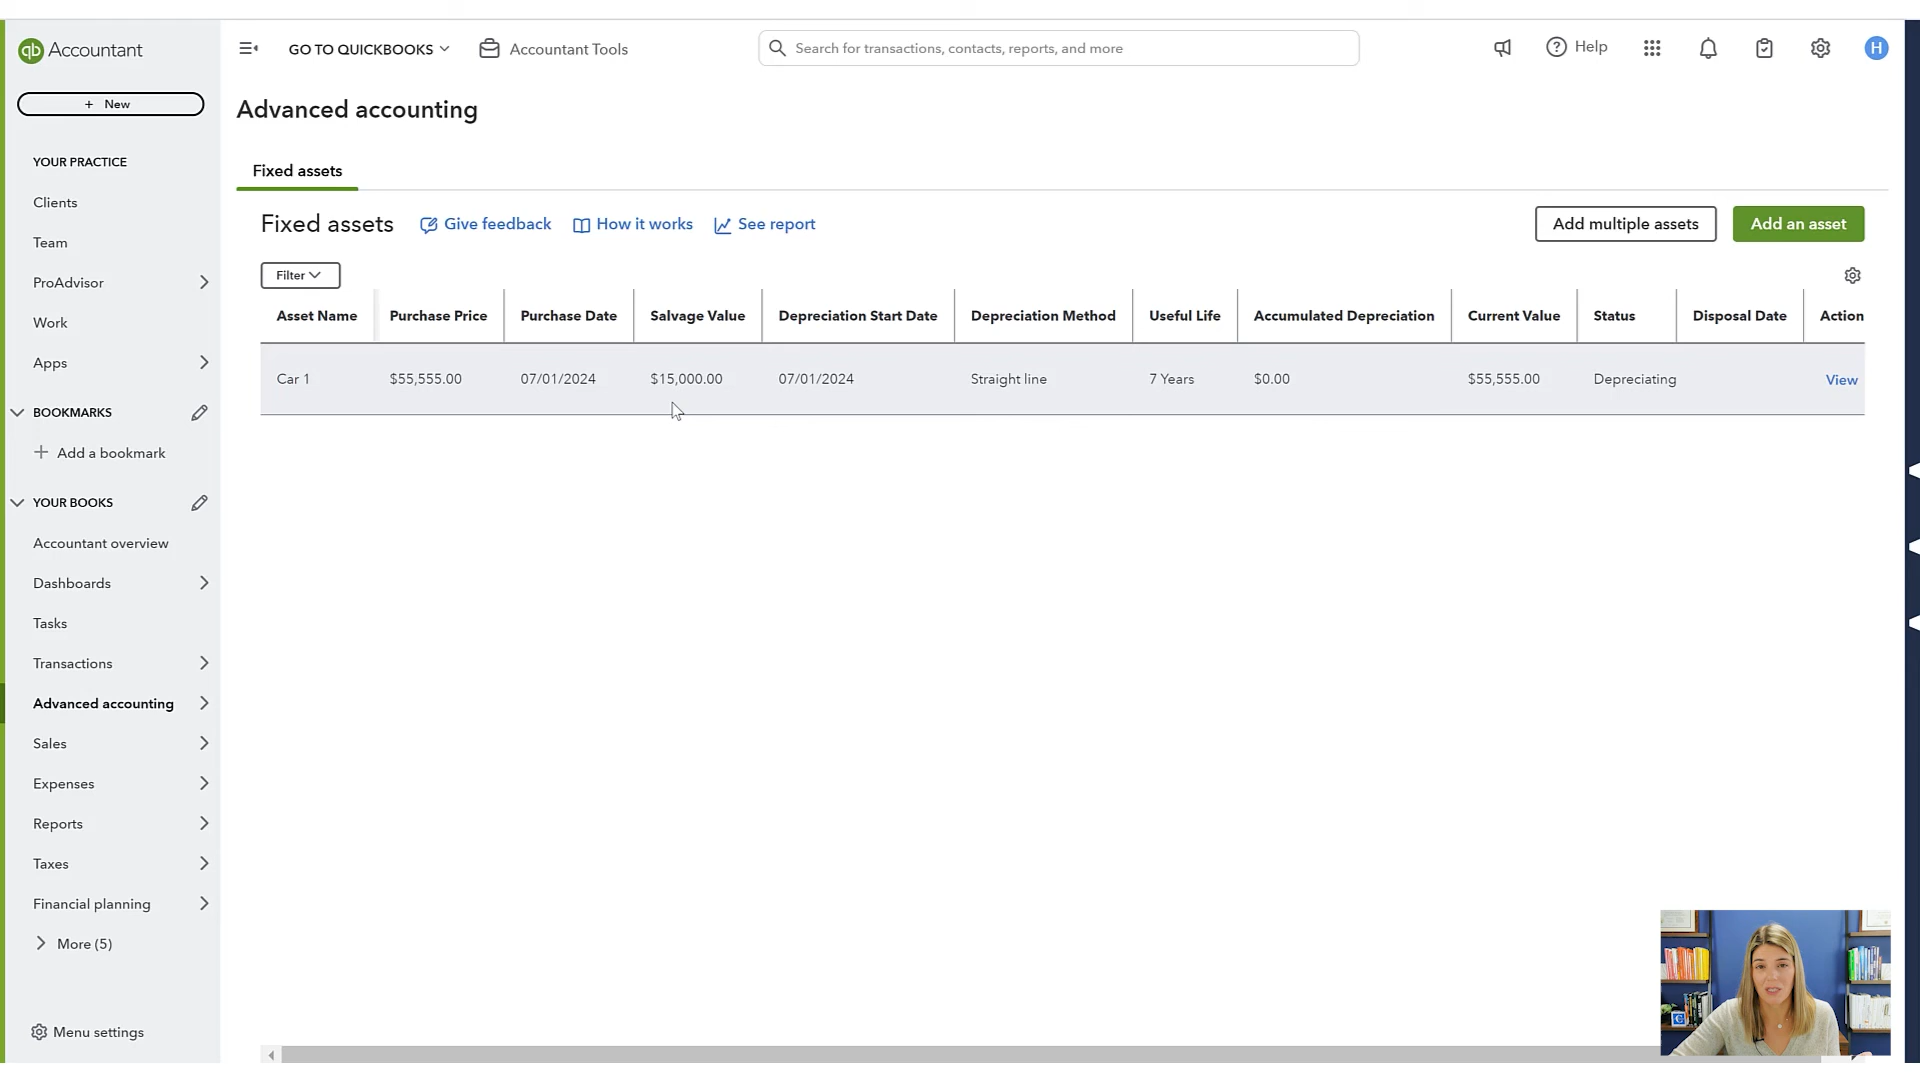 qb Accountant
GO TO QUICKBOOKS
Accountant Tools
Search for transactions, contacts, reports, and more
Help
H
+ New
Advanced accounting
YOUR PRACTICE
Clients
Team
ProAdvisor
Work
Apps
BOOKMARKS
Add a bookmark
YOUR BOOKS
Accountant overview
Dashboards
Tasks
Transactions
Advanced accounting
Sales
Expenses
Reports
Taxes
Financial planning
More (5)
Menu settings
Fixed assets
Fixed assets Give feedback How it works See report
Add multiple assets Add an asset
Filter
Asset Name Purchase Price Purchase Date Salvage Value Depreciation Start Date Depreciation Method Useful Life Accumulated Depreciation Current Value Status Disposal Date Action
Car 1 $55,555.00 07/01/2024 $15,000.00 07/01/2024 Straight line 7 Years $0.00 $55,555.00 Depreciating View